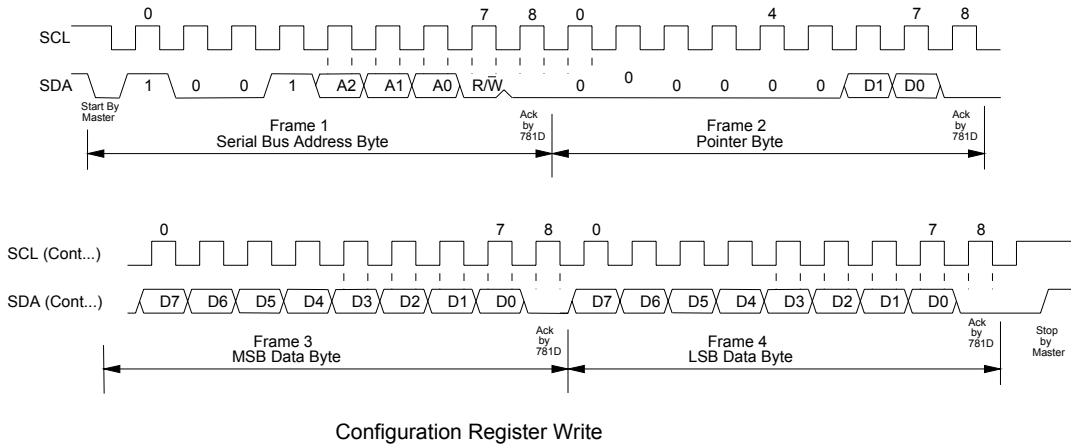 0 7 8 0 4 7 8
SCL
SDA 1 0 0 1 A2 A1 A0 R/W̅ 0 0 0 0 0 0 D1 D0
Start By
Master
Ack
by
781D
Ack
by
781D
Frame 1
Serial Bus Address Byte
Frame 2
Pointer Byte
0 7 8 0 7 8
SCL (Cont...)
SDA (Cont...) D7 D6 D5 D4 D3 D2 D1 D0 D7 D6 D5 D4 D3 D2 D1 D0
Ack
by
781D
Ack
by
781D
Stop
by
Master
Frame 3
MSB Data Byte
Frame 4
LSB Data Byte
Configuration Register Write